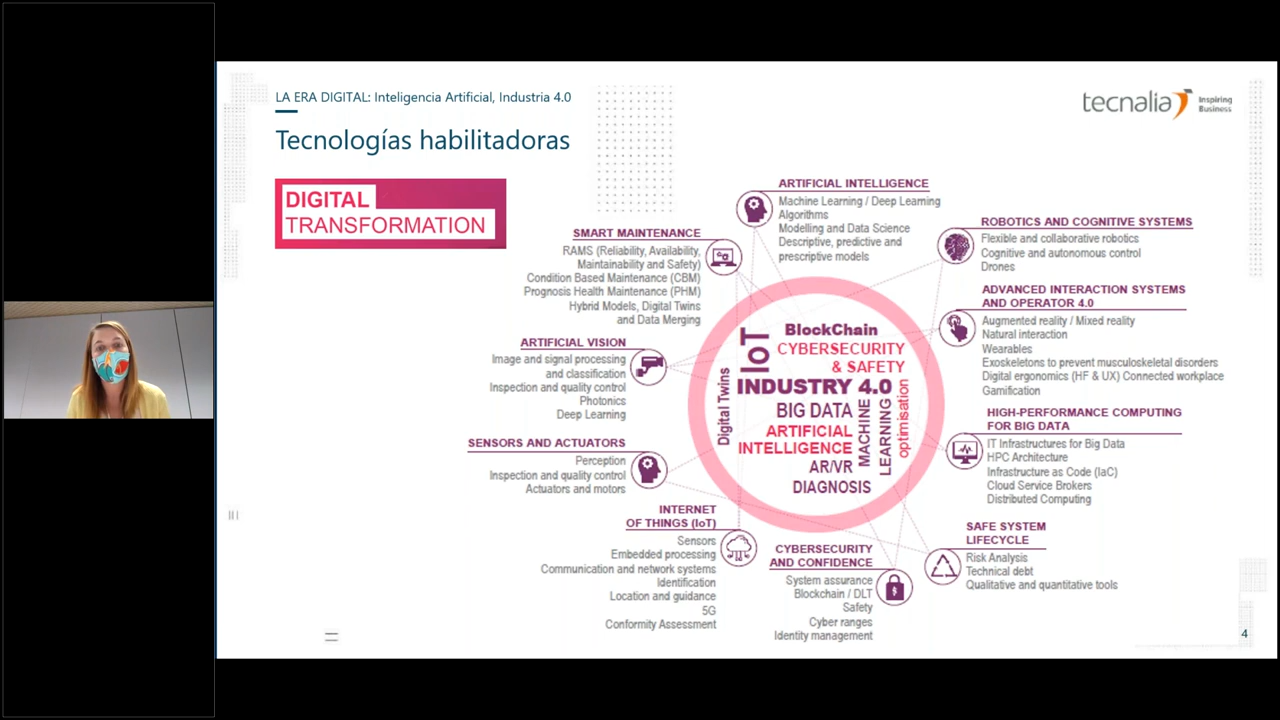 LA ERA DIGITAL: Inteligencia Artificial, Industria 4.0
tecnalia Inspiring
Business
Tecnologías habilitadoras
DIGITAL
TRANSFORMATION
ARTIFICIAL INTELLIGENCE
Machine Learning / Deep Learning
Algorithms
Modelling and Data Science
Descriptive, predictive and
prescriptive models
SMART MAINTENANCE
RAMS (Reliability, Availability,
Maintainability and Safety)
Condition Based Maintenance (CBM)
Prognosis Health Maintenance (PHM)
Hybrid Models, Digital Twins
and Data Merging
ROBOTICS AND COGNITIVE SYSTEMS
Flexible and collaborative robotics
Cognitive and autonomous control
Drones
ADVANCED INTERACTION SYSTEMS
AND OPERATOR 4.0
Augmented reality / Mixed reality
Natural interaction
Wearables
Exoskeletons to prevent musculoskeletal disorders
Digital ergonomics (HF & UX) Connected workplace
Gamification
ARTIFICIAL VISION
Image and signal processing
and classification
Inspection and quality control
Photonics
Deep Learning
IoT
BlockChain
CYBERSECURITY
& SAFETY
INDUSTRY 4.0
Digital Twins
BIG DATA
ARTIFICIAL
INTELLIGENCE
MACHINE
LEARNING
optimisation
AR/VR
DIAGNOSIS
HIGH-PERFORMANCE COMPUTING
FOR BIG DATA
IT Infrastructures for Big Data
HPC Architecture
Infrastructure as Code (IaC)
Cloud Service Brokers
Distributed Computing
SENSORS AND ACTUATORS
Perception
Inspection and quality control
Actuators and motors
INTERNET
OF THINGS (IoT)
Sensors
Embedded processing
Communication and network systems
Identification
Location and guidance
5G
Conformity Assessment
CYBERSECURITY
AND CONFIDENCE
System assurance
Blockchain / DLT
Safety
Cyber ranges
Identity management
SAFE SYSTEM
LIFECYCLE
Risk Analysis
Technical debt
Qualitative and quantitative tools
4